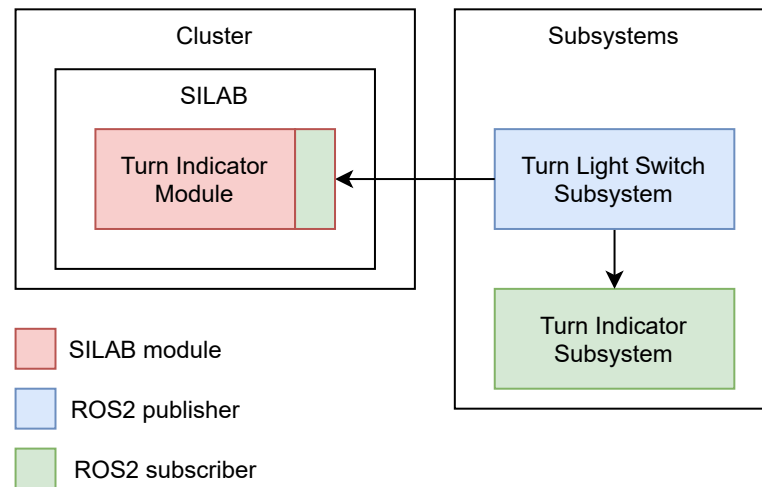 Cluster
SILAB
Turn Indicator
Module
Subsystems
Turn Light Switch
Subsystem
Turn Indicator
Subsystem
SILAB module
ROS2 publisher
ROS2 subscriber